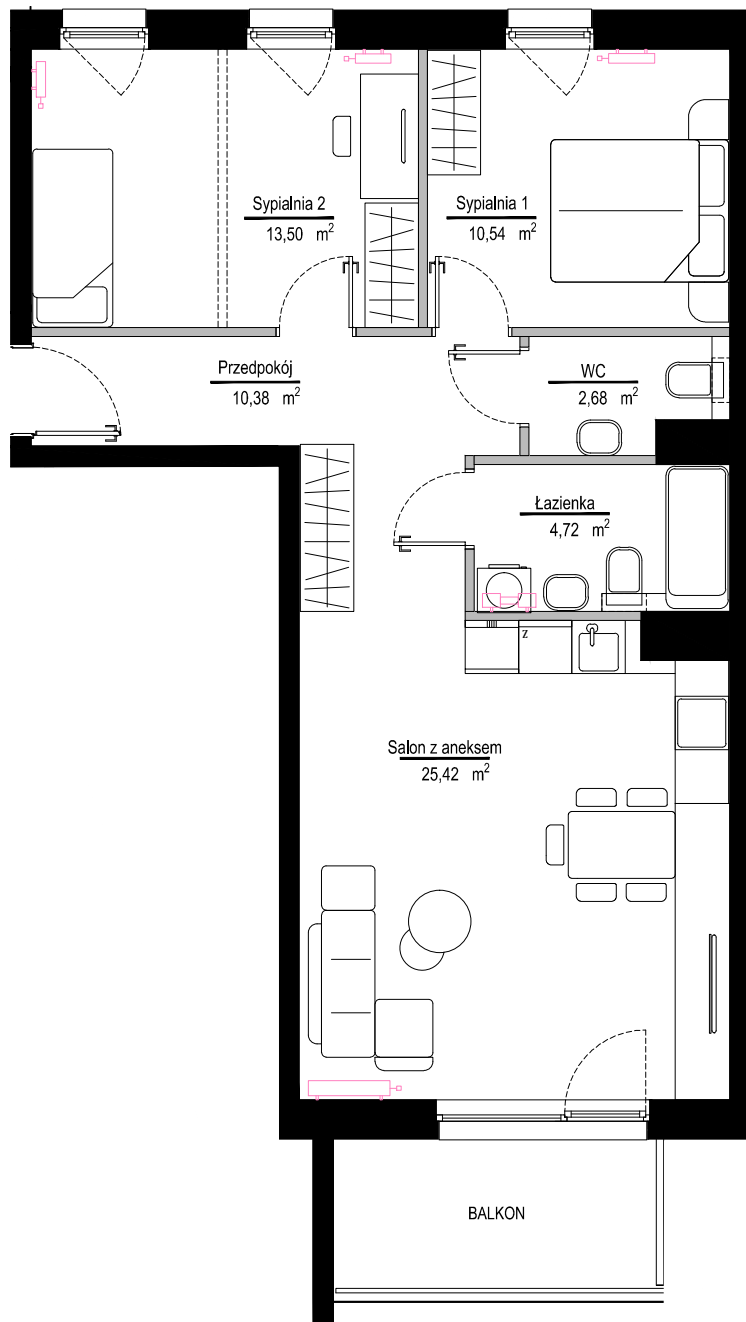 Sypialnia 2
13,50 m²
Sypialnia 1
10,54 m²
Przedpokój
10,38 m²
WC
2,68 m²
Łazienka
4,72 m²
z
Salon z aneksem
25,42 m²
BALKON